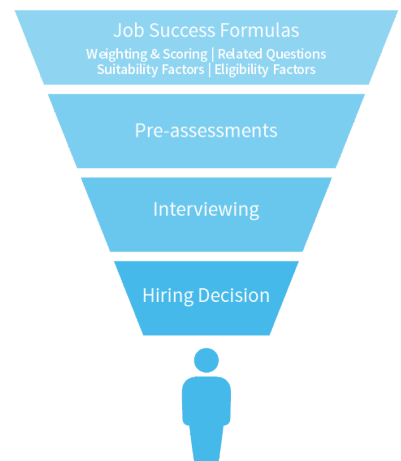 Job Success Formulas
Weighting & Scoring | Related Questions
Suitability Factors | Eligibility Factors
Pre-assessments
Interviewing
Hiring Decision